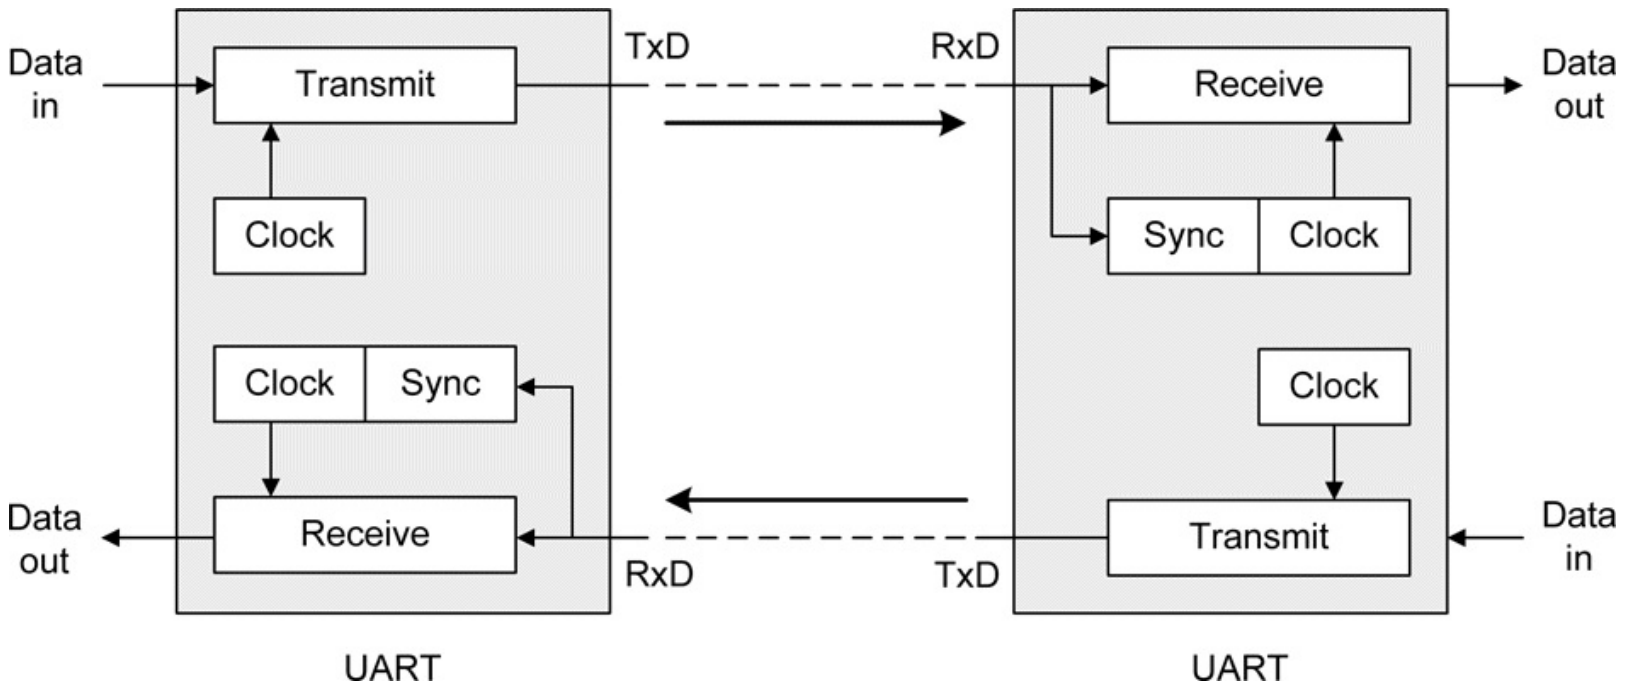 TxD
RxD
Data
in
Transmit
Receive
Data
out
Clock
Sync
Clock
Clock
Sync
Clock
Data
out
Receive
Transmit
Data
in
RxD
TxD
UART
UART